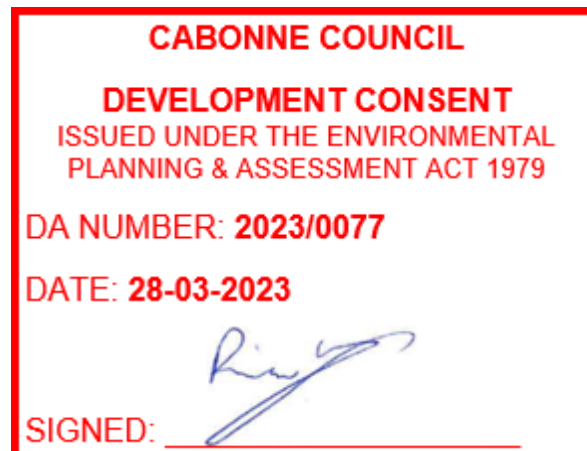 CABONNE COUNCIL
DEVELOPMENT CONSENT
ISSUED UNDER THE ENVIRONMENTAL
PLANNING & ASSESSMENT ACT 1979
DA NUMBER: 2023/0077
DATE: 28-03-2023
SIGNED: